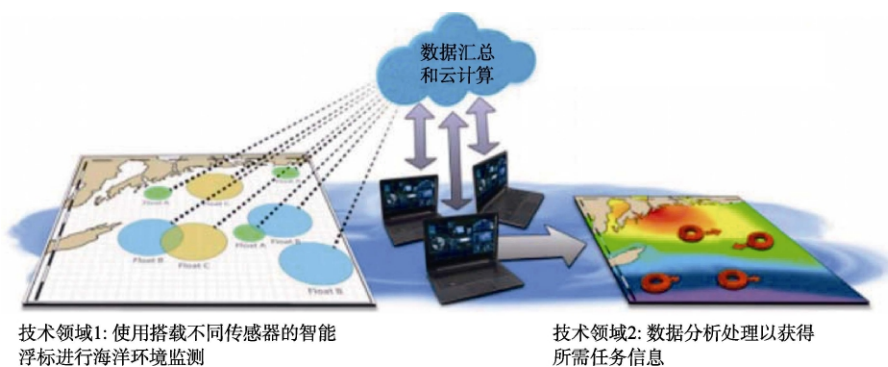 数据汇总
和云计算
Float A
Float C
Float A
Float B
Float C
Float A
Float B
Float B
技术领域1: 使用搭载不同传感器的智能
浮标进行海洋环境监测
技术领域2: 数据分析处理以获得
所需任务信息